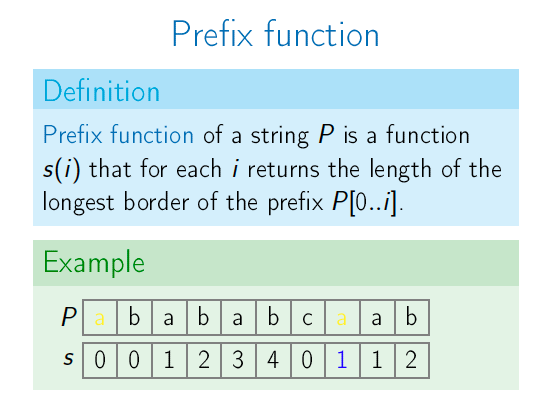 Prefix function
Definition
Prefix function of a string P is a function
s(i) that for each i returns the length of the
longest border of the prefix P[0..i].
Example
P a b a b a b c a a b
s 0 0 1 2 3 4 0 1 1 2